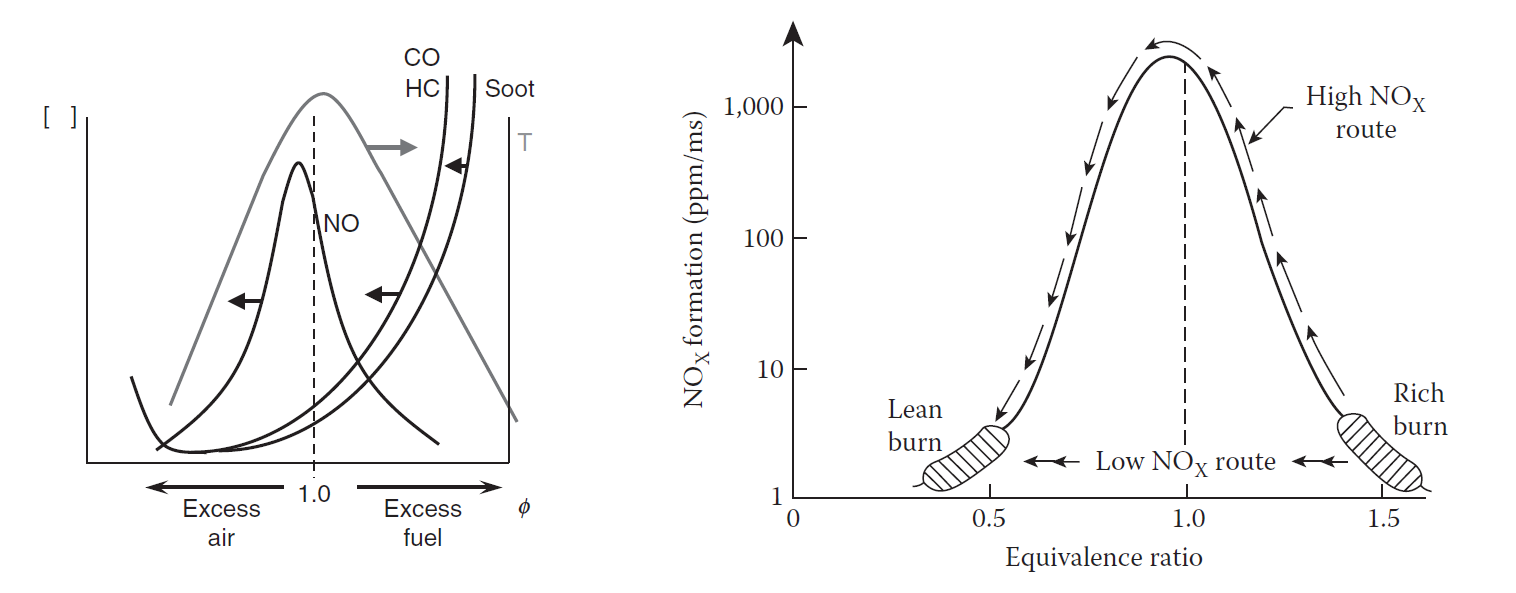 CO
HC
Soot
[ ]
T
NO
1.0
Excess
air
Excess
fuel
ϕ
NOX formation (ppm/ms)
1,000
100
10
1
High NOX
route
Lean
burn
Rich
burn
Low NOX route
0
0.5
1.0
1.5
Equivalence ratio